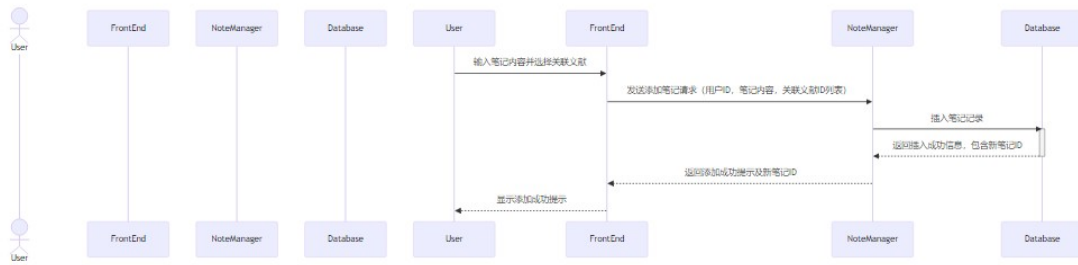 User
FrontEnd
NoteManager
Database
User
FrontEnd
NoteManager
Database
输入笔记内容并选择关联文献
发送添加笔记请求（用户ID，笔记内容，关联文献ID列表）
插入笔记记录
返回插入成功信息，包含新笔记ID
返回添加成功提示及新笔记ID
显示添加成功提示
User
FrontEnd
NoteManager
Database
User
FrontEnd
NoteManager
Database